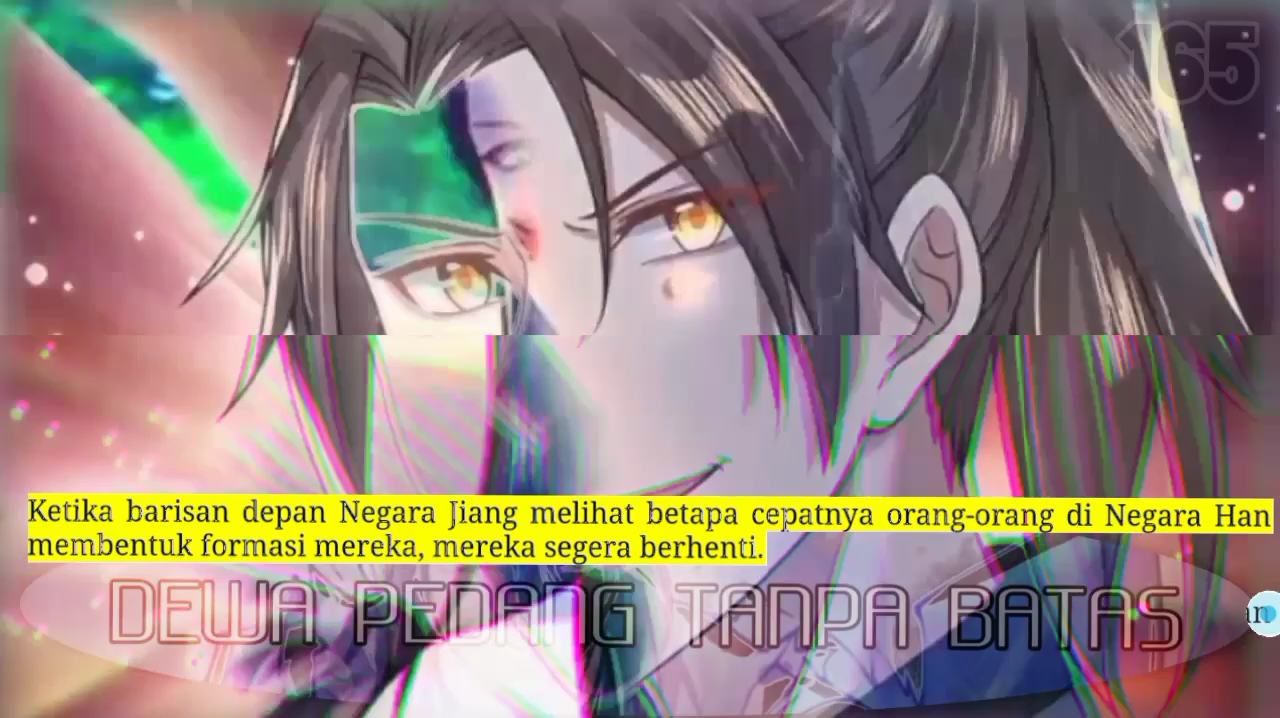 165
Ketika barisan depan Negara Jiang melihat betapa cepatnya orang-orang di Negara Han
membentuk formasi mereka, mereka segera berhenti.
DEWA PEDANG TANPA BATAS